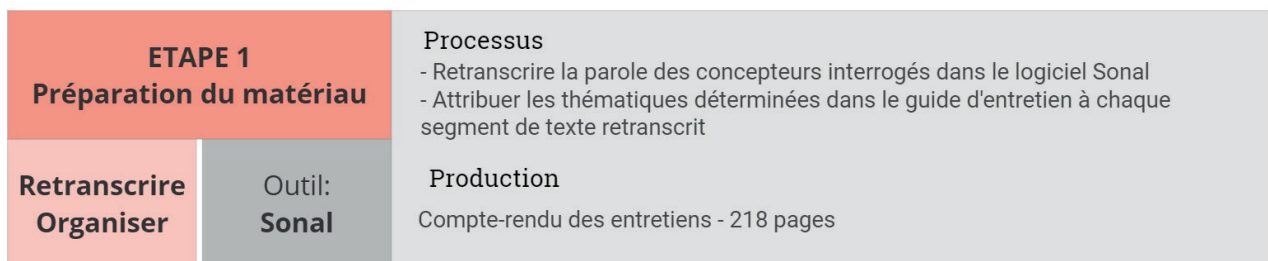 ETAPE 1
Préparation du matériau
Retranscrire
Organiser
Outil:
Sonal
Processus
- Retranscrire la parole des concepteurs interrogés dans le logiciel Sonal
- Attribuer les thématiques déterminées dans le guide d'entretien à chaque
segment de texte retranscrit
Production
Compte-rendu des entretiens - 218 pages